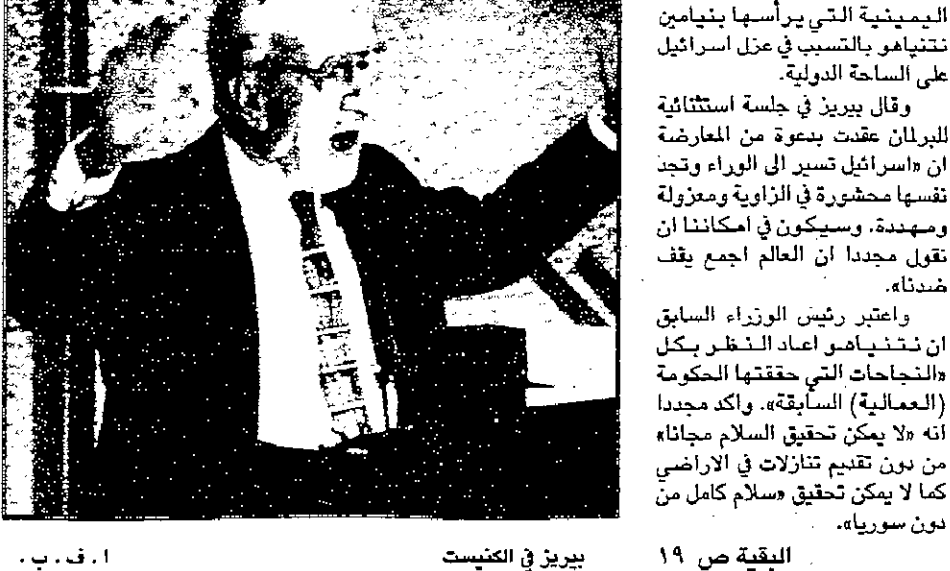 اليمينية التي يرأسها بنيامين
نتنياهو بالتسبب في عزل اسرائيل
على الساحة الدولية.
وقال بيريز في جلسة استثنائية
للبرلمان عقدت بدعوة من المعارضة
ان «اسرائيل تسير الى الوراء وتجد
نفسها محشورة في الزاوية ومعزولة
ومهددة. وسيكون في امكاننا ان
نقول مجددا ان العالم اجمع يقف
ضدنا».
واعتبر رئيس الوزراء السابق
ان نتنياهو اعاد النظر بكل
«النجاحات التي حققتها الحكومة
(العمالية) السابقة». واكد مجددا
انه «لا يمكن تحقيق السلام مجانا»
من دون تقديم تنازلات في الاراضي
كما لا يمكن تحقيق «سلام كامل من
دون سوريا».
البقية ص ١٩
بيريز في الكنيست
ا. ف. ب.